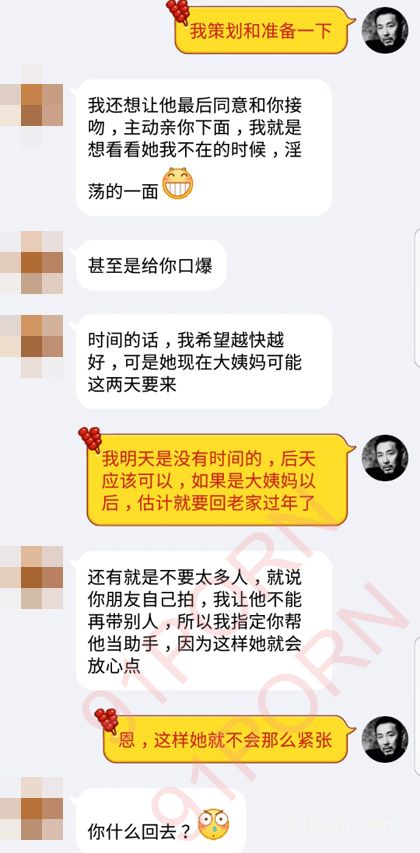 我策划和准备一下
我还想让他最后同意和你接
吻，主动亲你下面，我就是
想看看她我不在的时候，淫
荡的一面
甚至是给你口爆
时间的话，我希望越快越
好，可是她现在大姨妈可能
这两天要来
我明天是没有时间的，后天
应该可以，如果是大姨妈以
后，估计就要回老家过年了
还有就是不要太多人，就说
你朋友自己拍，我让他不能
再带别人，所以我指定你帮
他当助手，因为这样她就会
放心点
恩，这样她就不会那么紧张
你什么回去？
91PORN
91PORN
91dizhi.com